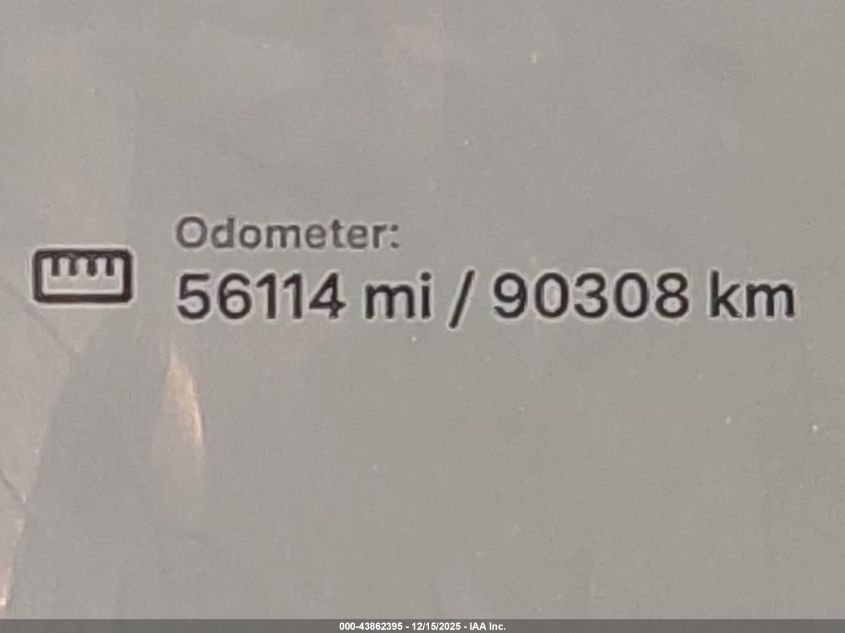 Odometer:
56114 mi / 90308 km
000-43862395 - 12/15/2025 - IAA Inc.